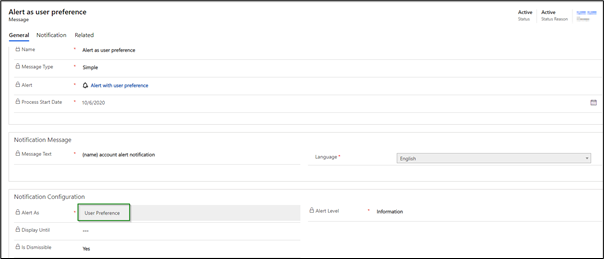 Alert as user preference
Message
Active
Status
Active
Status Reason
Owner
General Notification Related
Name * Alert as user preference
Message Type * Simple
Alert * Alert with user preference
Process Start Date * 10/6/2020
Notification Message
Message Text * {name} account alert notification
Language * English
Notification Configuration
Alert As * User Preference
Alert Level * Information
Display Until ---
Is Dismissible Yes